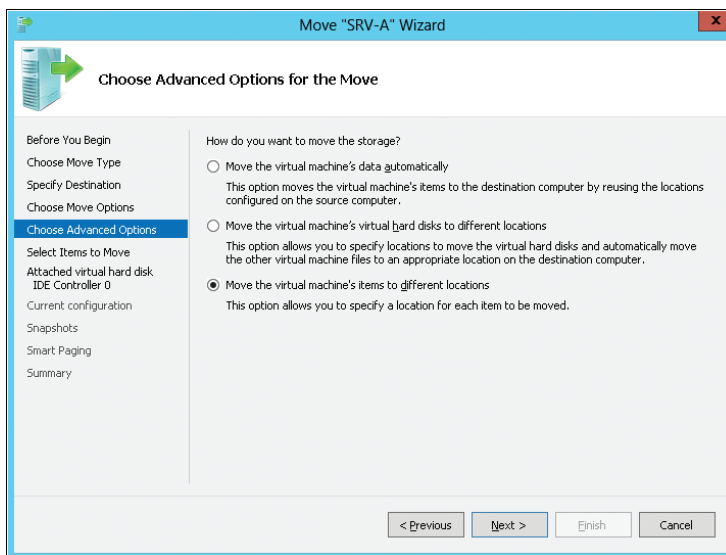 Move "SRV-A" Wizard
X
Choose Advanced Options for the Move
Before You Begin
Choose Move Type
Specify Destination
Choose Move Options
Choose Advanced Options
Select Items to Move
Attached virtual hard disk
IDE Controller 0
Current configuration
Snapshots
Smart Paging
Summary
How do you want to move the storage?
Move the virtual machine's data automatically
This option moves the virtual machine's items to the destination computer by reusing the locations
configured on the source computer.
Move the virtual machine's virtual hard disks to different locations
This option allows you to specify locations to move the virtual hard disks and automatically move
the other virtual machine files to an appropriate location on the destination computer.
Move the virtual machine's items to different locations
This option allows you to specify a location for each item to be moved.
< Previous
Next >
Finish
Cancel